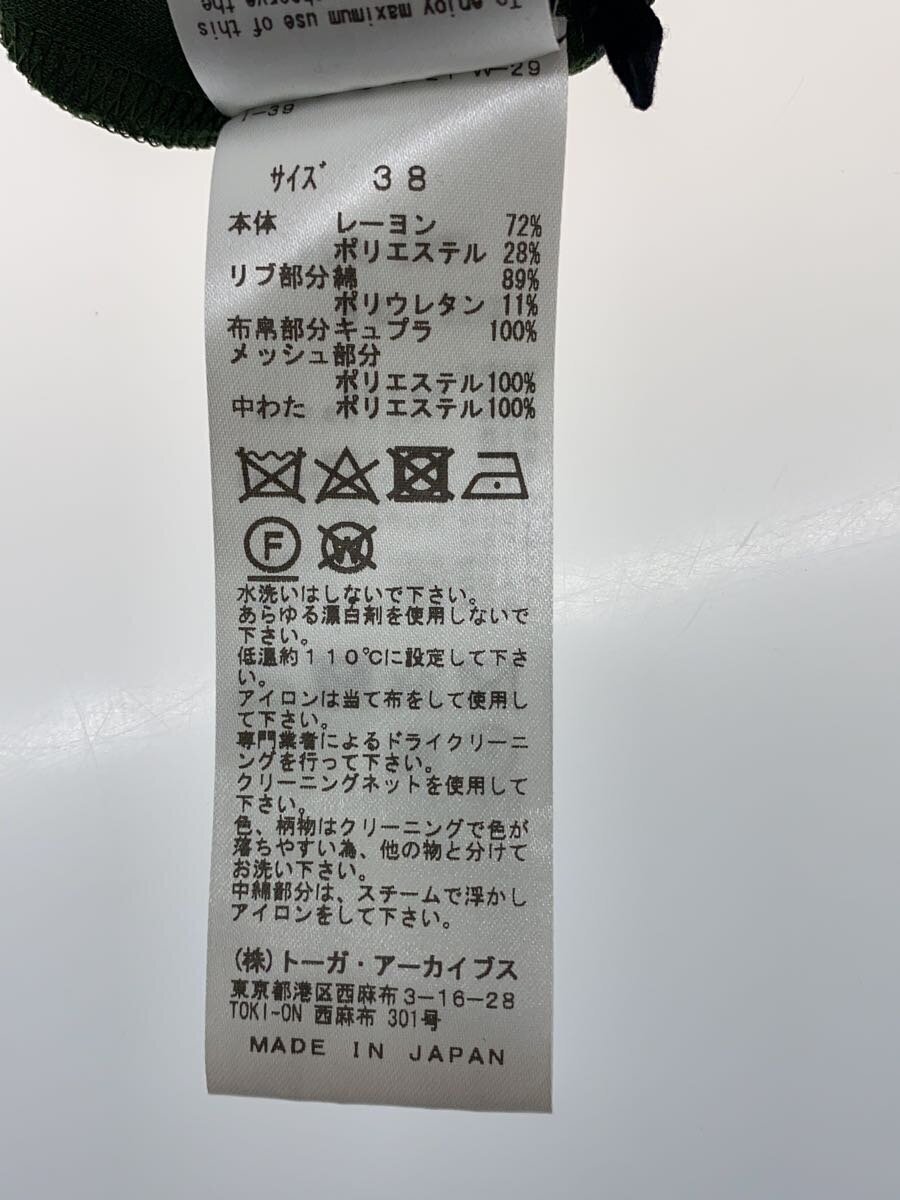 To enjoy maximum use of this
W-29
-39
サイズ 38
本体 レーヨン 72%
ポリエステル 28%
リブ部分 綿 89%
ポリウレタン 11%
布帛部分 キュプラ 100%
メッシュ部分
ポリエステル 100%
中わた ポリエステル 100%
F
W
水洗いはしないで下さい。
あらゆる漂白剤を使用しないで
下さい。
低温約110℃に設定して下さ
い。
アイロンは当て布をして使用し
て下さい。
専門業者によるドライクリーニ
ングを行って下さい。
クリーニングネットを使用して
下さい。
色、柄物はクリーニングで色が
落ちやすい為、他の物と分けて
お洗い下さい。
中綿部分は、スチームで浮かし
アイロンをして下さい。
(株)トーガ・アーカイブス
東京都港区西麻布3-16-28
TOKI-ON 西麻布 301号
MADE IN JAPAN